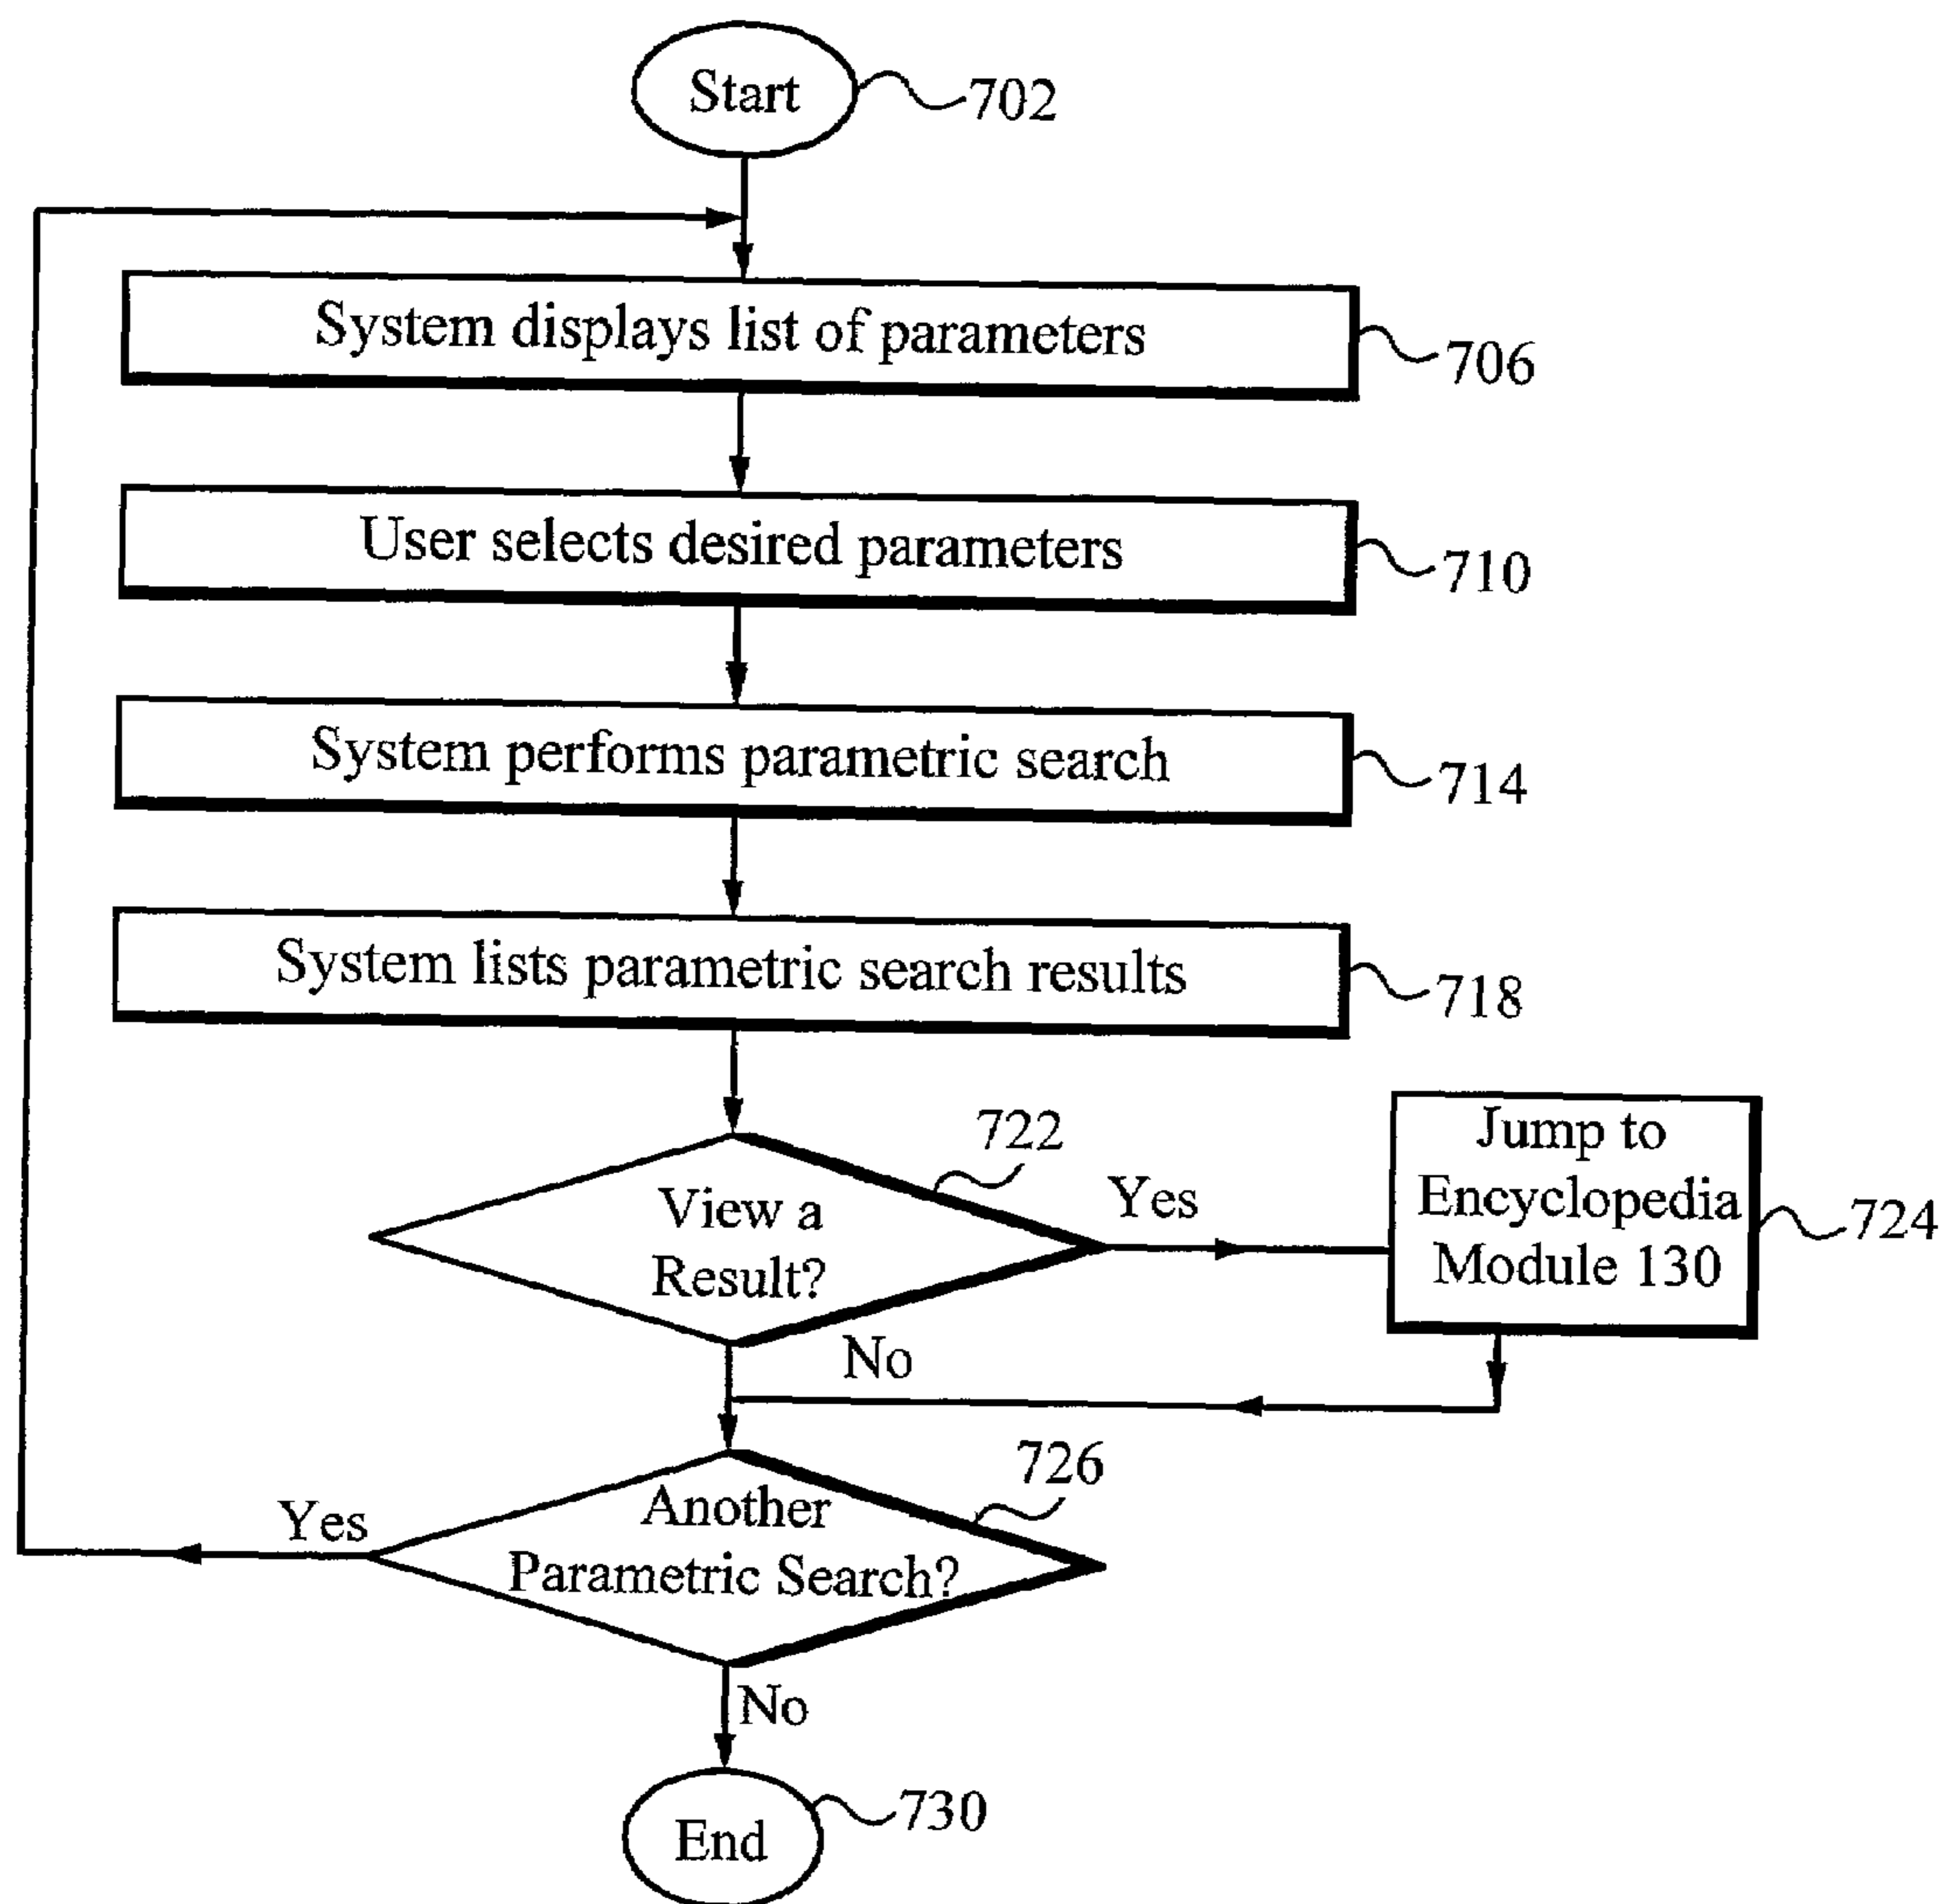 Start
702
System displays list of parameters
706
User selects desired parameters
710
System performs parametric search
714
System lists parametric search results
718
722
View a
Result?
Yes
Jump to
Encyclopedia
Module 130
724
No
726
Another
Parametric Search?
Yes
No
730
End